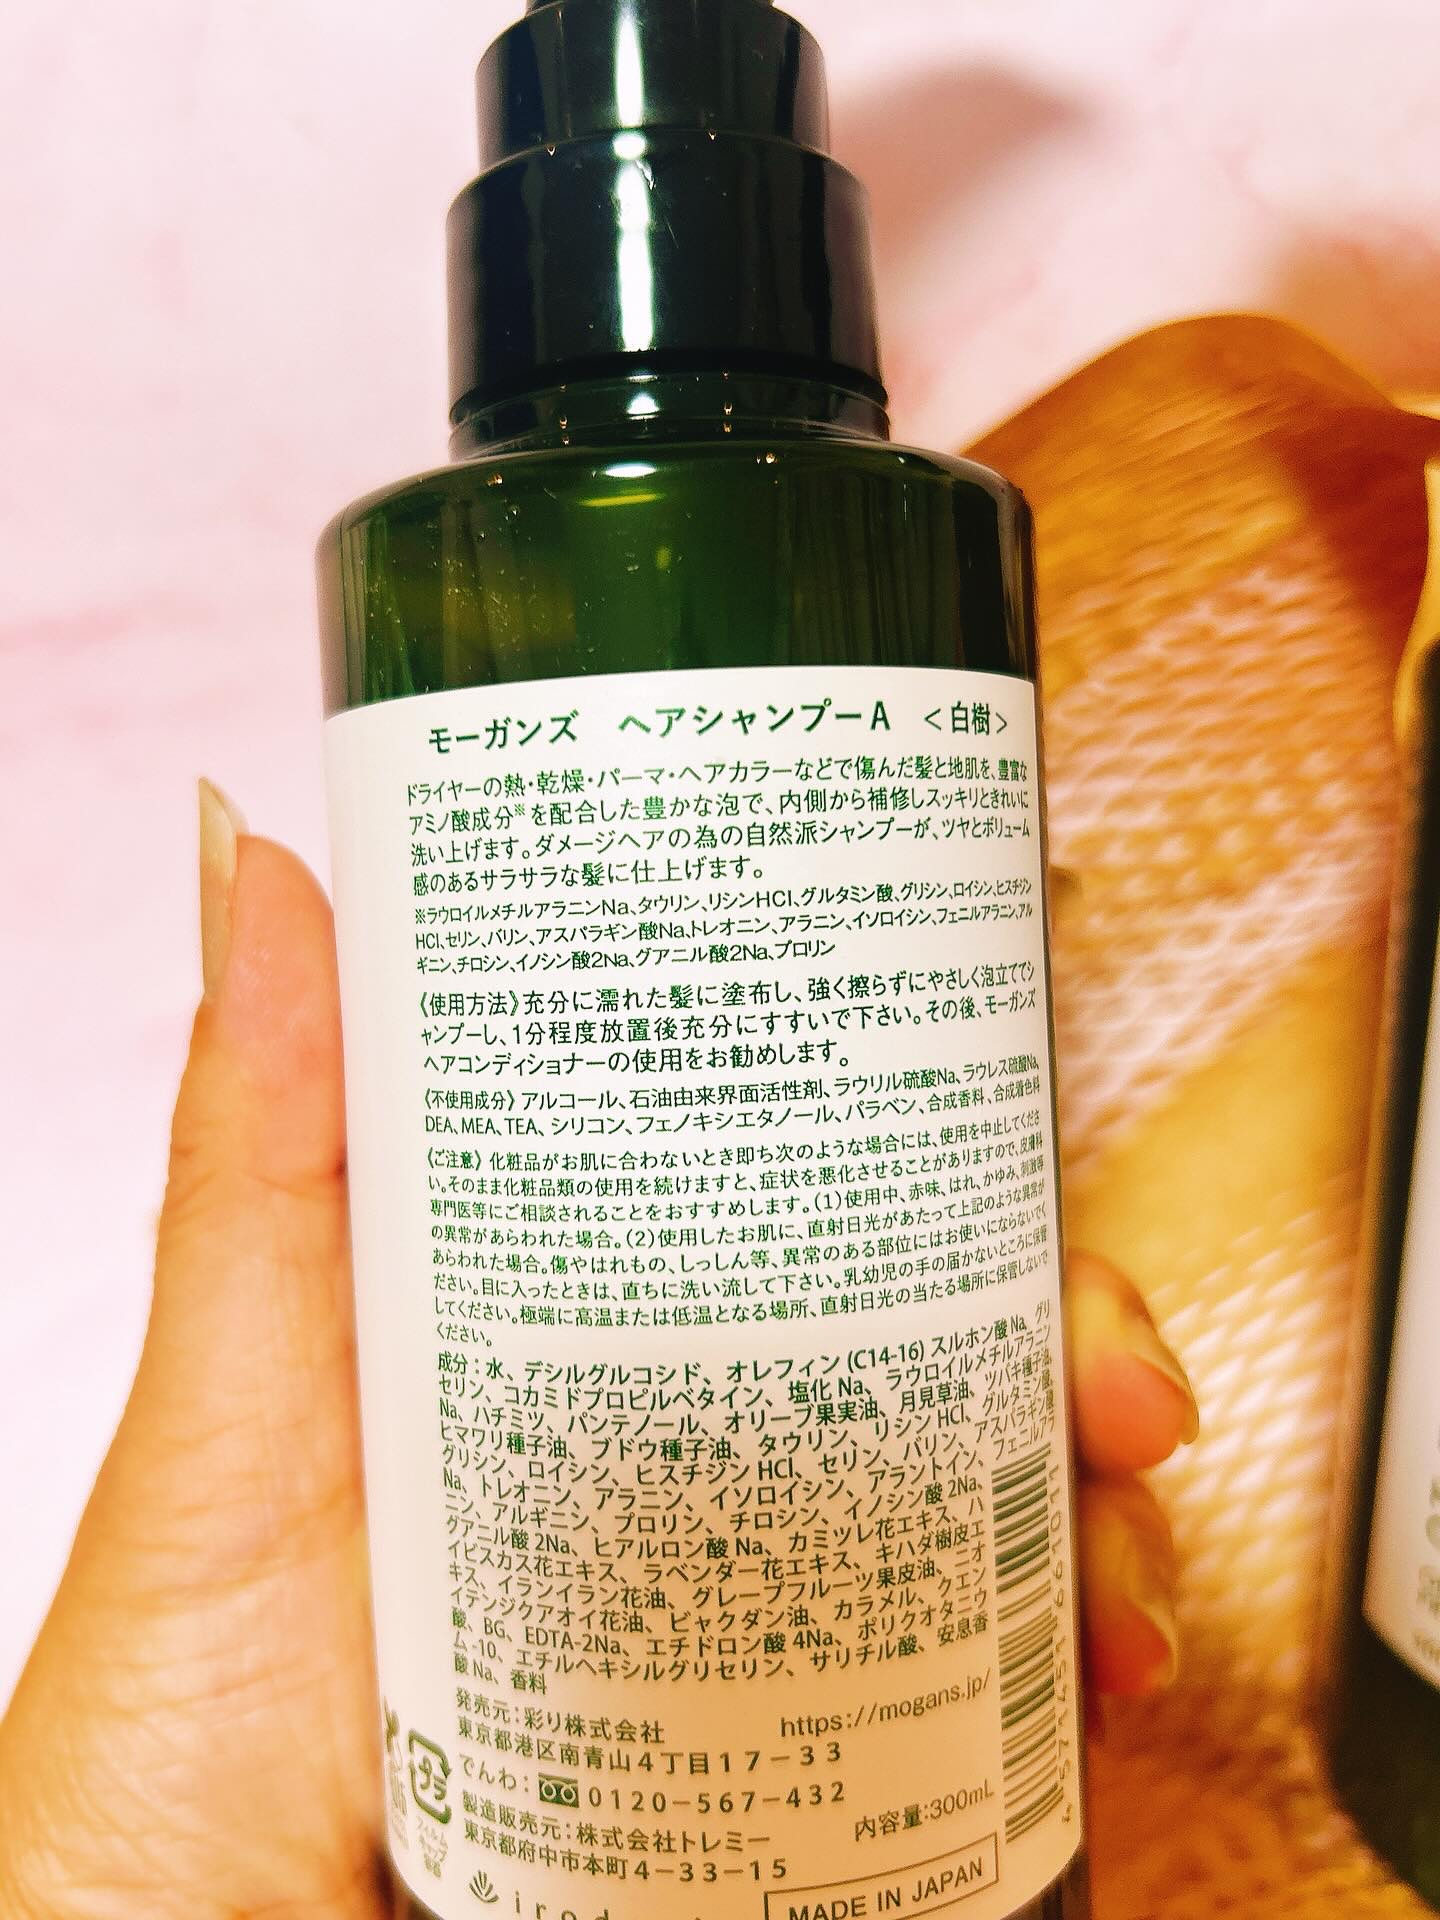 モーガンズ ヘアシャンプーA <白樹>
ドライヤーの熱・乾燥・パーマ・ヘアカラーなどで傷んだ髪と地肌を、豊富な
アミノ酸成分※を配合した豊かな泡で、内側から補修しスッキリときれいに
洗い上げます。ダメージヘアの為の自然派シャンプーが、ツヤとボリューム
感のあるサラサラな髪に仕上げます。
※ラウロイルメチルアラニンNa、タウリン、リシンHCl、グルタミン酸、グリシン、ロイシン、ヒスチジン
HCl、セリン、バリン、アスパラギン酸Na、トレオニン、アラニン、イソロイシン、フェニルアラニン、アル
ギニン、チロシン、イノシン酸2Na、グアニル酸2Na、プロリン
《使用方法》充分に濡れた髪に塗布し、強く擦らずにやさしく泡立ててシ
ャンプーし、1分程度放置後充分にすすいで下さい。その後、モーガンズ
ヘアコンディショナーの使用をお勧めします。
《不使用成分》アルコール、石油由来界面活性剤、ラウリル硫酸Na、ラウレス硫酸Na、
DEA、MEA、TEA、シリコン、フェノキシエタノール、パラベン、合成香料、合成着色料
《ご注意》化粧品がお肌に合わないとき即ち次のような場合には、使用を中止してくださ
い。そのまま化粧品類の使用を続けますと、症状を悪化させることがありますので、皮膚科
専門医等にご相談されることをおすすめします。(1)使用中、赤味、はれ、かゆみ、刺激等
の異常があらわれた場合。(2)使用したお肌に、直射日光があたって上記のような異常が
あらわれた場合。傷やはれもの、しっしん等、異常のある部位にはお使いにならないでく
ださい。目に入ったときは、直ちに洗い流して下さい。乳幼児の手の届かないところに保管
してください。極端に高温または低温となる場所、直射日光の当たる場所に保管しないで
ください。
成分:水、デシルグルコシド、オレフィン(C14-16)スルホン酸Na、グリ
セリン、コカミドプロピルベタイン、塩化Na、ラウロイルメチルアラニン
Na、ハチミツ、パンテノール、オリーブ果実油、月見草油、ツバキ種子油、
ヒマワリ種子油、ブドウ種子油、タウリン、リシンHCl、グルタミン酸、
グリシン、ロイシン、ヒスチジンHCl、セリン、バリン、アスパラギン酸
Na、トレオニン、アラニン、イソロイシン、アラントイン、フェニルアラ
ニン、アルギニン、プロリン、チロシン、イノシン酸2Na、
グアニル酸2Na、ヒアルロン酸Na、カミツレ花エキス、ハ
イビスカス花エキス、ラベンダー花エキス、キハダ樹皮エ
キス、イランイラン花油、グレープフルーツ果皮油、ニオ
イテンジクアオイ花油、ビャクダン油、カラメル、クエン
酸、BG、EDTA-2Na、エチドロン酸4Na、ポリクオタニウ
ム-10、エチルヘキシルグリセリン、サリチル酸、安息香
酸Na、香料
発売元:彩り株式会社 https://mogans.jp/
東京都港区南青山4丁目17-33
でんわ: 0120-567-432
製造販売元:株式会社トレミー 内容量:300mL
東京都府中市本町4-33-15
プラ
MADE IN JAPAN